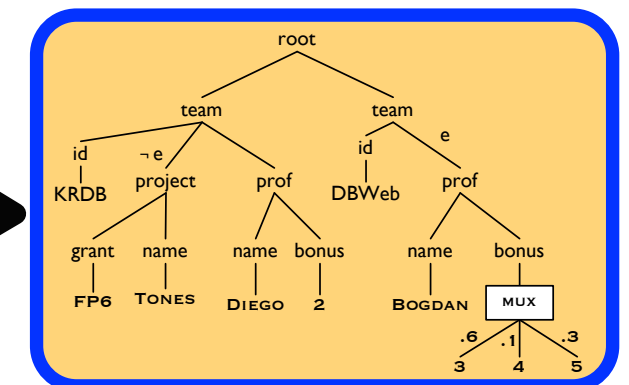 root
team team
id ¬ e id e
KRDB project prof DBWeb prof
grant name name bonus name bonus
FP6 TONES DIEGO 2 BOGDAN MUX
.6 .1 .3
3 4 5